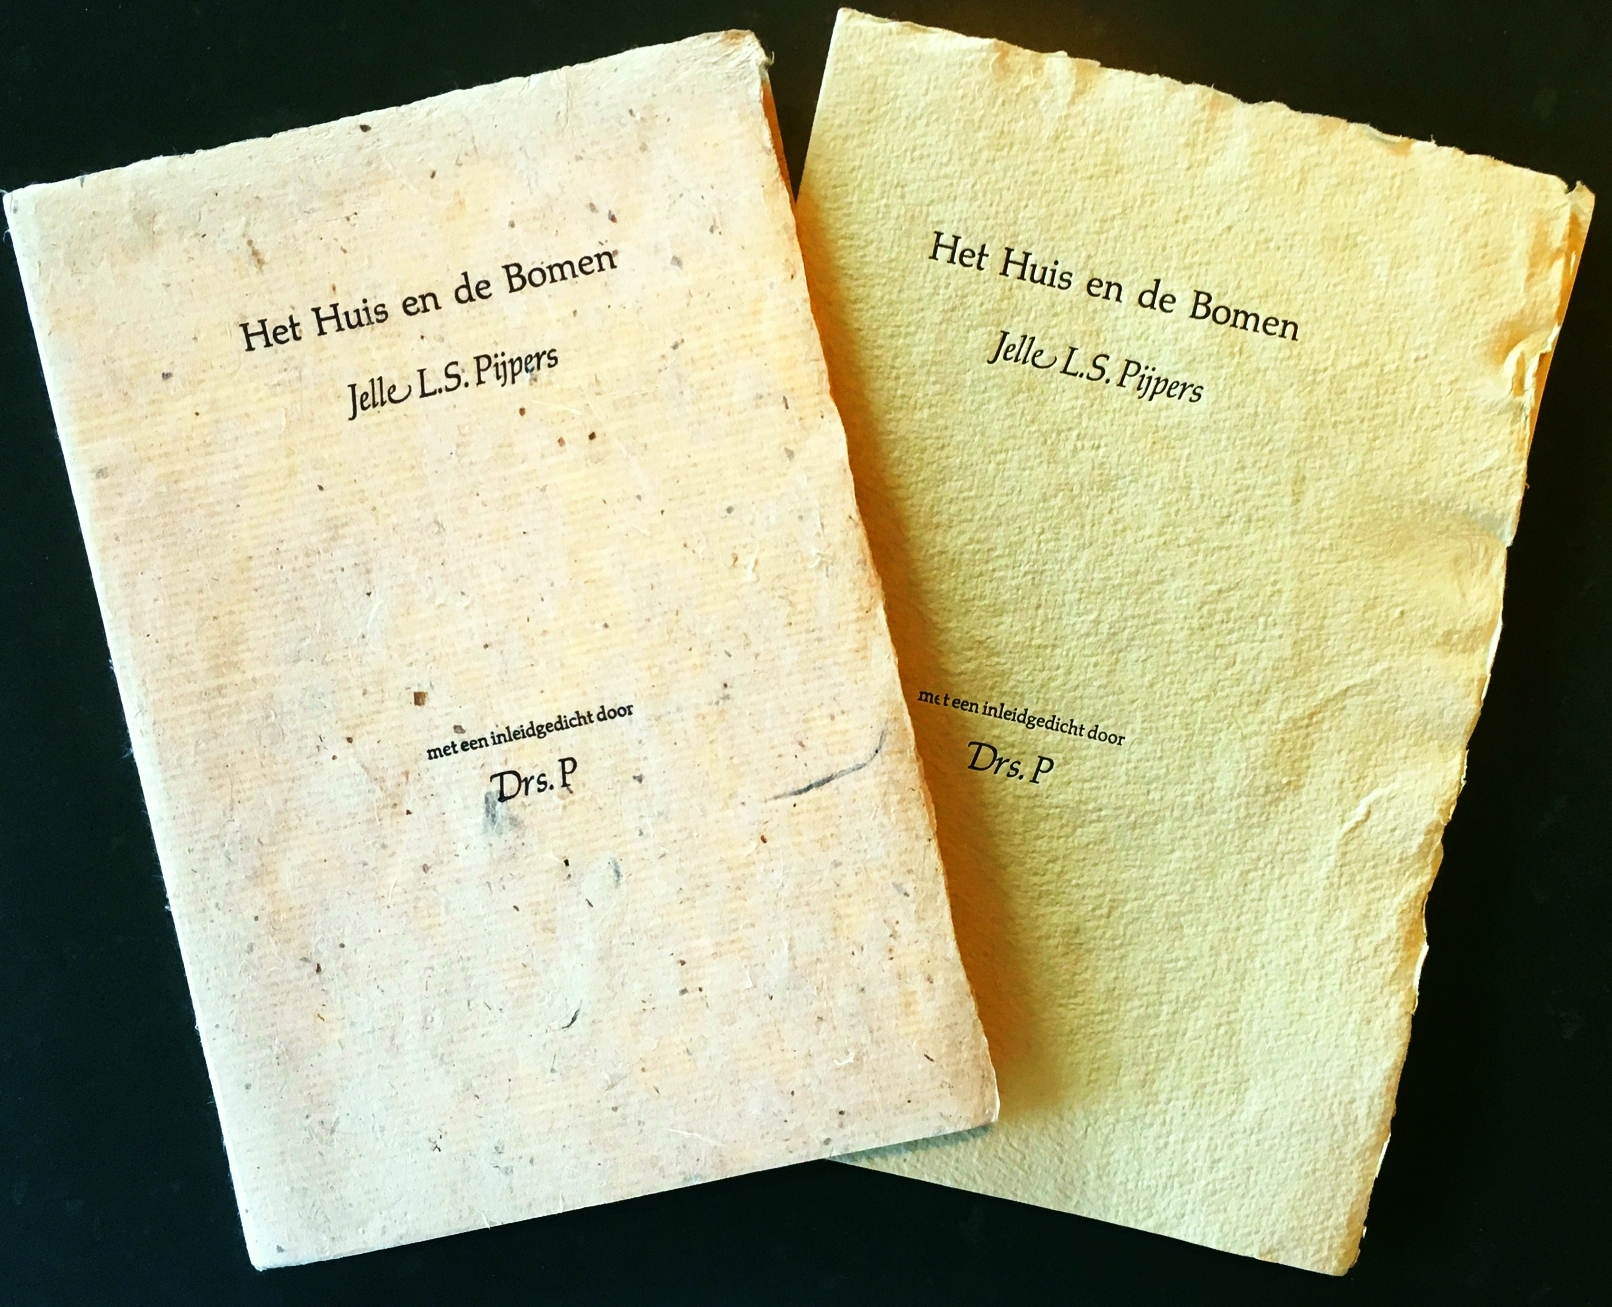 Het Huis en de Bomen
Jelle L.S. Pijpers
met een inleidgedicht door
Drs. P
Het Huis en de Bomen
Jelle L.S. Pijpers
met een inleidgedicht door
Drs. P